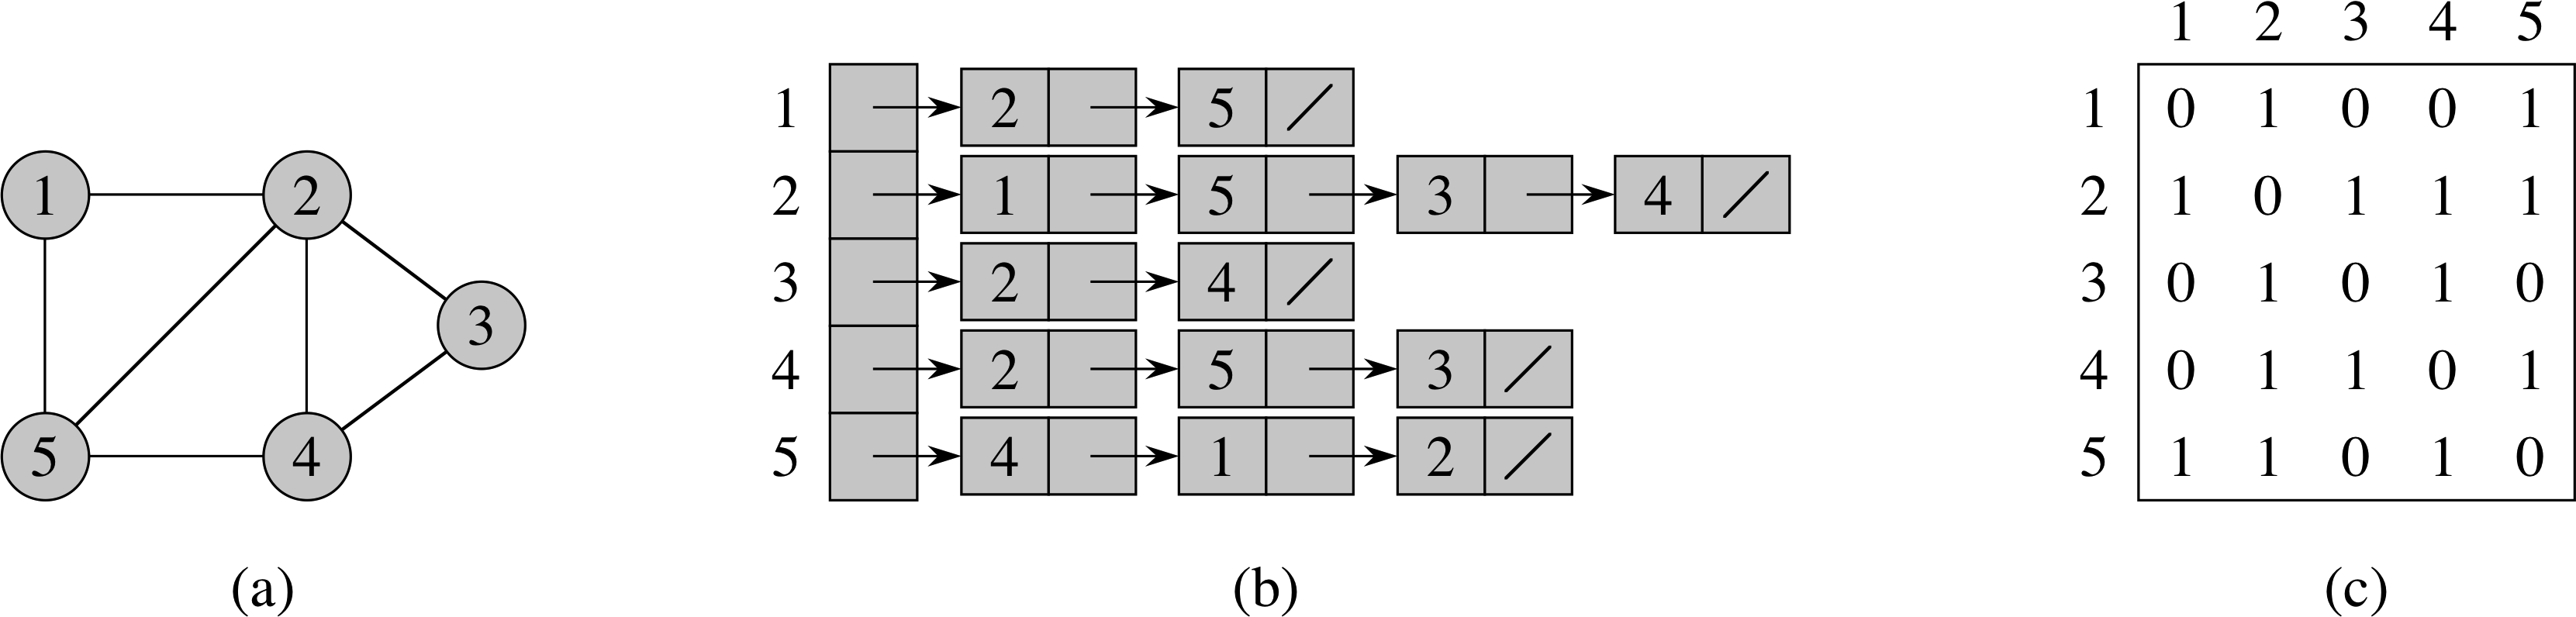 1 2
3
5 4
(a)
1 2 5 /
2 1 5 3 4 /
3 2 4 /
4 2 5 3 /
5 4 1 2 /
(b)
1 2 3 4 5
1 0 1 0 0 1
2 1 0 1 1 1
3 0 1 0 1 0
4 0 1 1 0 1
5 1 1 0 1 0
(c)